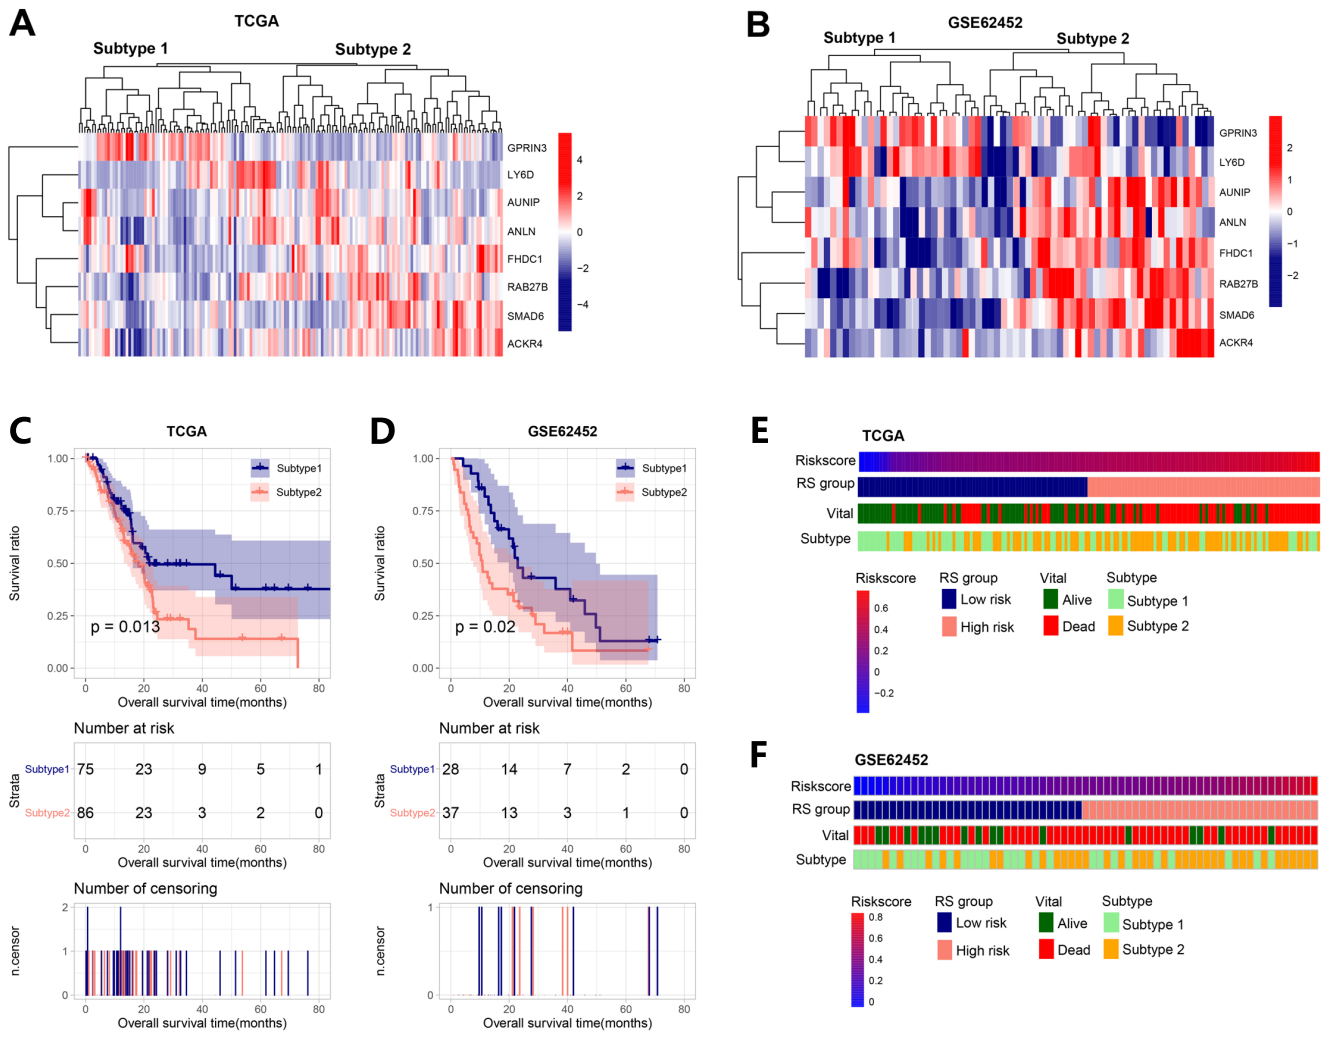 A
TCGA
Subtype 1
Subtype 2
GPRIN3
LY6D
AUNIP
ANLN
FHDC1
RAB27B
SMAD6
ACKR4
4
2
0
−2
−4
B
GSE62452
Subtype 1
Subtype 2
GPRIN3
LY6D
AUNIP
ANLN
FHDC1
RAB27B
SMAD6
ACKR4
2
1
0
−1
−2
C
TCGA
Survival ratio
1.00
0.75
0.50
0.25
0.00
Subtype1
Subtype2
p = 0.013
0 20 40 60 80
Overall survival time(months)
Number at risk
Strata
Subtype1 75 23 9 5 1
Subtype2 86 23 3 2 0
0 20 40 60 80
Overall survival time(months)
Number of censoring
n.censor
2
1
0
0 20 40 60 80
Overall survival time(months)
D
GSE62452
Survival ratio
1.00
0.75
0.50
0.25
0.00
Subtype1
Subtype2
p = 0.02
0 20 40 60 80
Overall survival time(months)
Number at risk
Strata
Subtype1 28 14 7 2 0
Subtype2 37 13 3 1 0
0 20 40 60 80
Overall survival time(months)
Number of censoring
n.censor
1
0
0 20 40 60 80
Overall survival time(months)
E
TCGA
Riskscore
RS group
Vital
Subtype
Riskscore
0.6
0.4
0.2
0
−0.2
RS group
Low risk
High risk
Vital
Alive
Dead
Subtype
Subtype 1
Subtype 2
F
GSE62452
Riskscore
RS group
Vital
Subtype
Riskscore
0.8
0.6
0.4
0.2
0
RS group
Low risk
High risk
Vital
Alive
Dead
Subtype
Subtype 1
Subtype 2